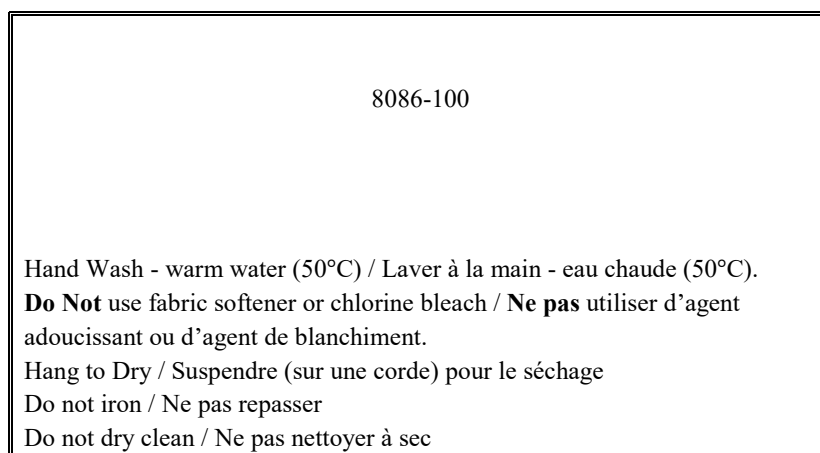 8086-100
Hand Wash - warm water (50°C) / Laver à la main - eau chaude (50°C).
Do Not use fabric softener or chlorine bleach / Ne pas utiliser d’agent
adoucissant ou d’agent de blanchiment.
Hang to Dry / Suspendre (sur une corde) pour le séchage
Do not iron / Ne pas repasser
Do not dry clean / Ne pas nettoyer à sec